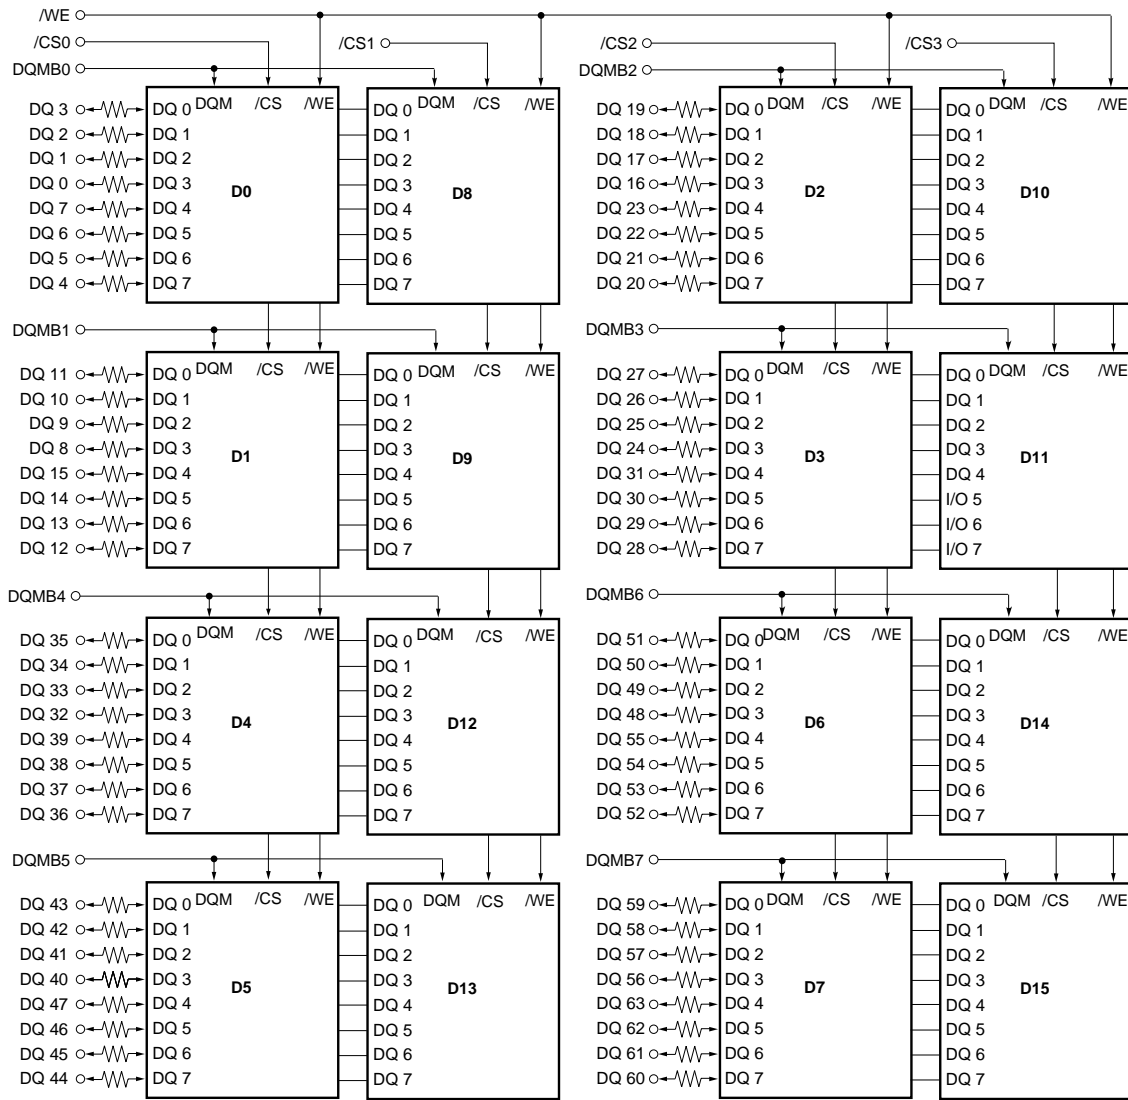 /WE
/CS0 /CS1 /CS2 /CS3
DQMB0 DQMB2
DQM /CS /WE DQM /CS /WE DQM /CS /WE DQM /CS /WE
DQ 3 DQ 0 DQ 0 DQ 19 DQ 0 DQ 0
DQ 2 DQ 1 DQ 1 DQ 18 DQ 1 DQ 1
DQ 1 DQ 2 DQ 2 DQ 17 DQ 2 DQ 2
DQ 0 DQ 3 D0 DQ 3 D8 DQ 16 DQ 3 D2 DQ 3 D10
DQ 7 DQ 4 DQ 4 DQ 23 DQ 4 DQ 4
DQ 6 DQ 5 DQ 5 DQ 22 DQ 5 DQ 5
DQ 5 DQ 6 DQ 6 DQ 21 DQ 6 DQ 6
DQ 4 DQ 7 DQ 7 DQ 20 DQ 7 DQ 7
DQMB1 DQMB3
DQM /CS /WE DQM /CS /WE DQM /CS /WE DQM /CS /WE
DQ 11 DQ 0 DQ 0 DQ 27 DQ 0 DQ 0
DQ 10 DQ 1 DQ 1 DQ 26 DQ 1 DQ 1
DQ 9 DQ 2 DQ 2 DQ 25 DQ 2 DQ 2
DQ 8 DQ 3 D1 DQ 3 D9 DQ 24 DQ 3 D3 DQ 3 D11
DQ 15 DQ 4 DQ 4 DQ 31 DQ 4 DQ 4
DQ 14 DQ 5 DQ 5 DQ 30 DQ 5 I/O 5
DQ 13 DQ 6 DQ 6 DQ 29 DQ 6 I/O 6
DQ 12 DQ 7 DQ 7 DQ 28 DQ 7 I/O 7
DQMB4 DQMB6
DQM /CS /WE DQM /CS /WE DQM /CS /WE DQM /CS /WE
DQ 35 DQ 0 DQ 0 DQ 51 DQ 0 DQ 0
DQ 34 DQ 1 DQ 1 DQ 50 DQ 1 DQ 1
DQ 33 DQ 2 DQ 2 DQ 49 DQ 2 DQ 2
DQ 32 DQ 3 D4 DQ 3 D12 DQ 48 DQ 3 D6 DQ 3 D14
DQ 39 DQ 4 DQ 4 DQ 55 DQ 4 DQ 4
DQ 38 DQ 5 DQ 5 DQ 54 DQ 5 DQ 5
DQ 37 DQ 6 DQ 6 DQ 53 DQ 6 DQ 6
DQ 36 DQ 7 DQ 7 DQ 52 DQ 7 DQ 7
DQMB5 DQMB7
DQM /CS /WE DQM /CS /WE DQM /CS /WE DQM /CS /WE
DQ 43 DQ 0 DQ 0 DQ 59 DQ 0 DQ 0
DQ 42 DQ 1 DQ 1 DQ 58 DQ 1 DQ 1
DQ 41 DQ 2 DQ 2 DQ 57 DQ 2 DQ 2
DQ 40 DQ 3 D5 DQ 3 D13 DQ 56 DQ 3 D7 DQ 3 D15
DQ 47 DQ 4 DQ 4 DQ 63 DQ 4 DQ 4
DQ 46 DQ 5 DQ 5 DQ 62 DQ 5 DQ 5
DQ 45 DQ 6 DQ 6 DQ 61 DQ 6 DQ 6
DQ 44 DQ 7 DQ 7 DQ 60 DQ 7 DQ 7